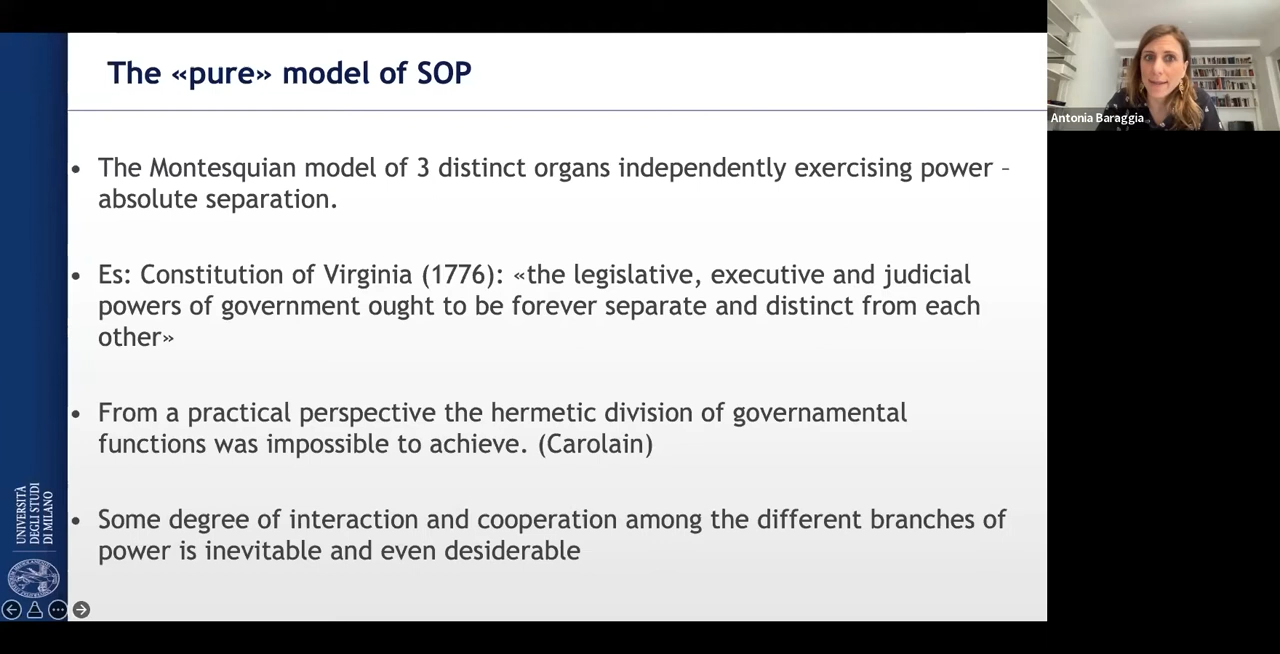 The «pure» model of SOP
• The Montesquian model of 3 distinct organs independently exercising power –
absolute separation.
• Es: Constitution of Virginia (1776): «the legislative, executive and judicial
powers of government ought to be forever separate and distinct from each
other»
• From a practical perspective the hermetic division of governamental
functions was impossible to achieve. (Carolain)
• Some degree of interaction and cooperation among the different branches of
power is inevitable and even desiderable
UNIVERSITÀ
DEGLI STUDI
DI MILANO
Antonia Baraggia